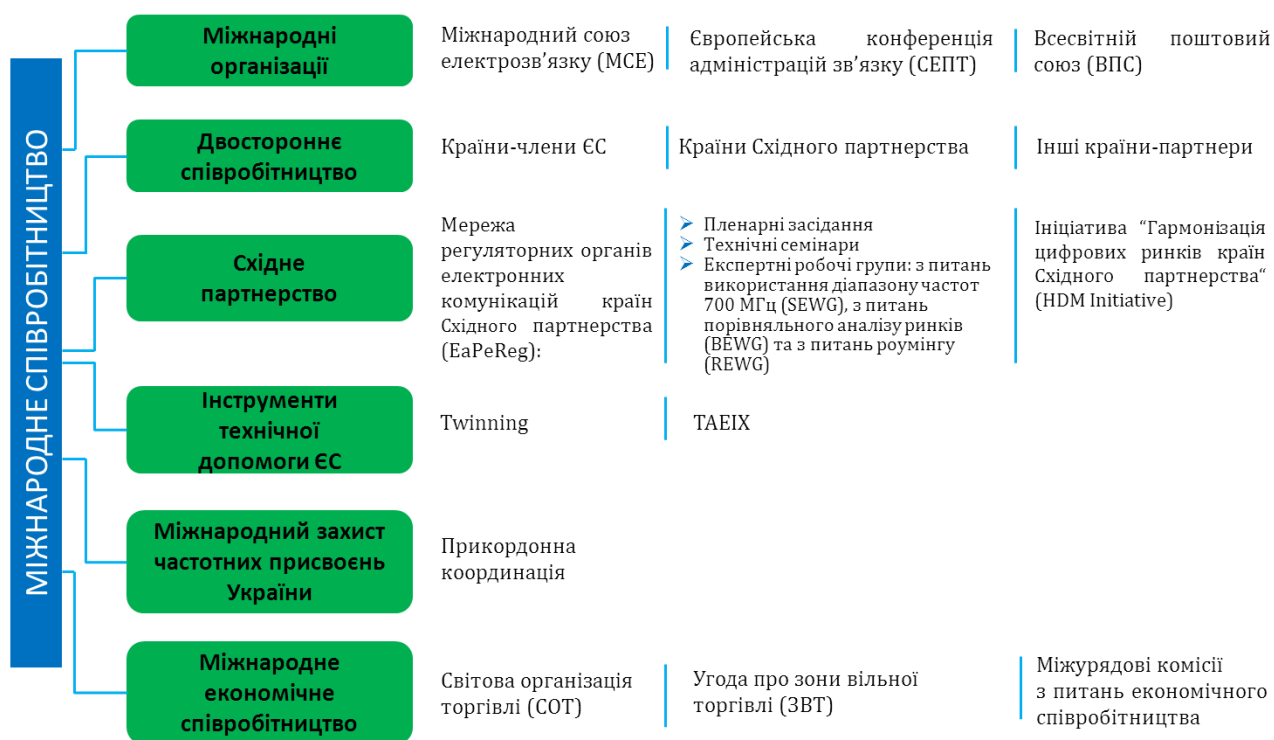 МІЖНАРОДНЕ СПІВРОБІТНИЦТВО
Міжнародні
організації
Міжнародний союз
електрозв’язку (МСЕ)
Європейська конференція
адміністрацій зв’язку (СЕПТ)
Всесвітній поштовий
союз (ВПС)
Двостороннє
співробітництво
Країни-члени ЄС
Країни Східного партнерства
Інші країни-партнери
Східне
партнерство
Мережа
регуляторних органів
електронних
комунікацій країн
Східного партнерства
(EaPeReg):
➢ Пленарні засідання
➢ Технічні семінари
➢ Експертні робочі групи: з питань
використання діапазону частот
700 МГц (SEWG), з питань
порівняльного аналізу ринків
(BEWG) та з питань роумінгу
(REWG)
Ініціатива “Гармонізація
цифрових ринків країн
Східного партнерства“
(HDM Initiative)
Інструменти
технічної
допомоги ЄС
Twinning
TAEIX
Міжнародний захист
частотних присвоєнь
України
Прикордонна
координація
Міжнародне
економічне
співробітництво
Світова організація
торгівлі (СОТ)
Угода про зони вільної
торгівлі (ЗВТ)
Міжурядові комісії
з питань економічного
співробітництва